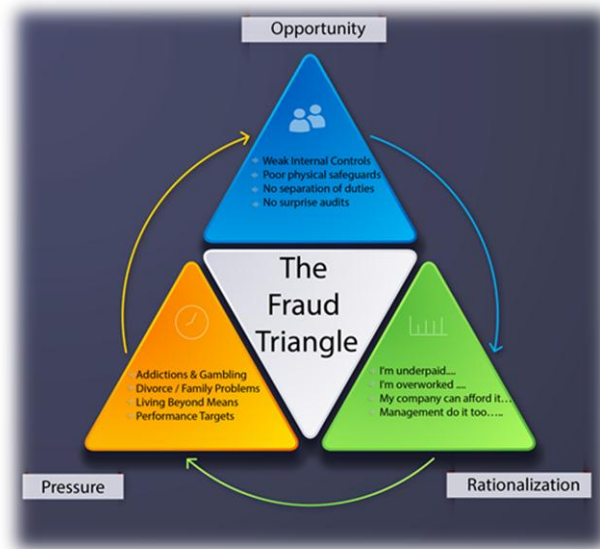 Opportunity
Weak Internal Controls
Poor physical safeguards
No separation of duties
No surprise audits
The
Fraud
Triangle
Addictions & Gambling
Divorce / Family Problems
Living Beyond Means
Performance Targets
I'm underpaid....
I'm overworked ....
My company can afford it...
Management do it too.....
Pressure
Rationalization